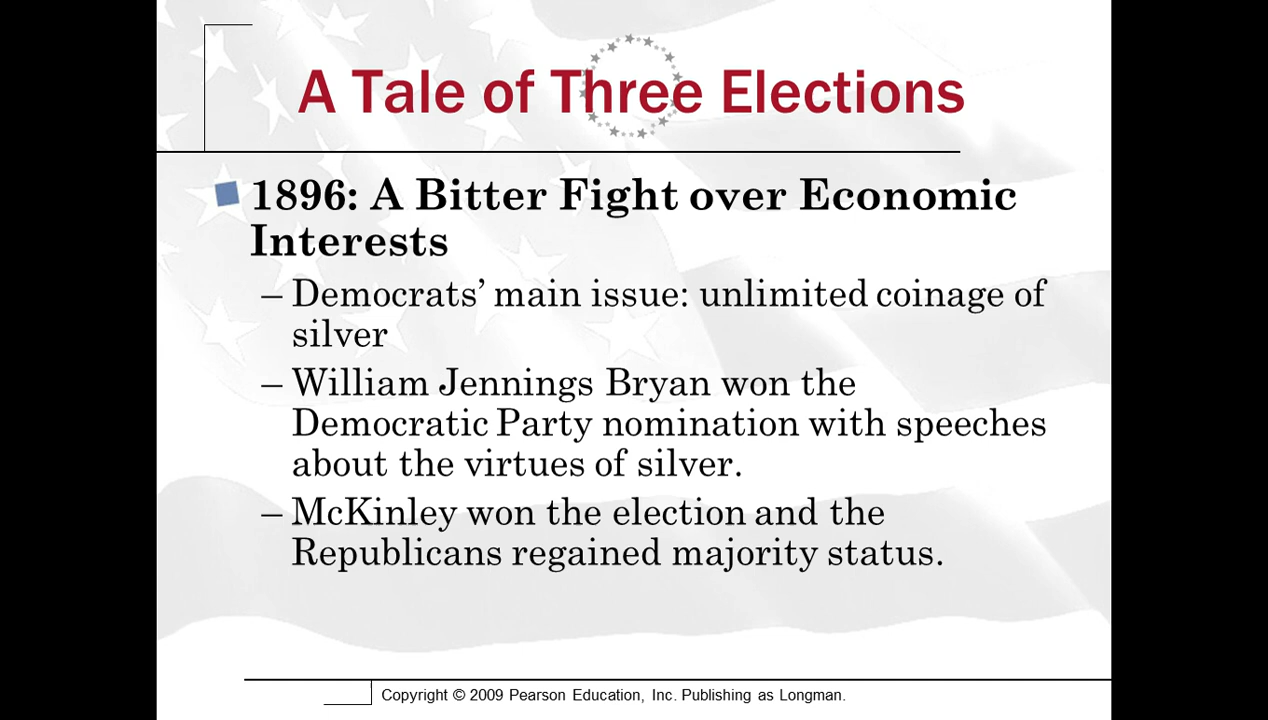 A Tale of Three Elections
1896: A Bitter Fight over Economic
Interests
– Democrats’ main issue: unlimited coinage of
silver
– William Jennings Bryan won the
Democratic Party nomination with speeches
about the virtues of silver.
– McKinley won the election and the
Republicans regained majority status.
Copyright © 2009 Pearson Education, Inc. Publishing as Longman.